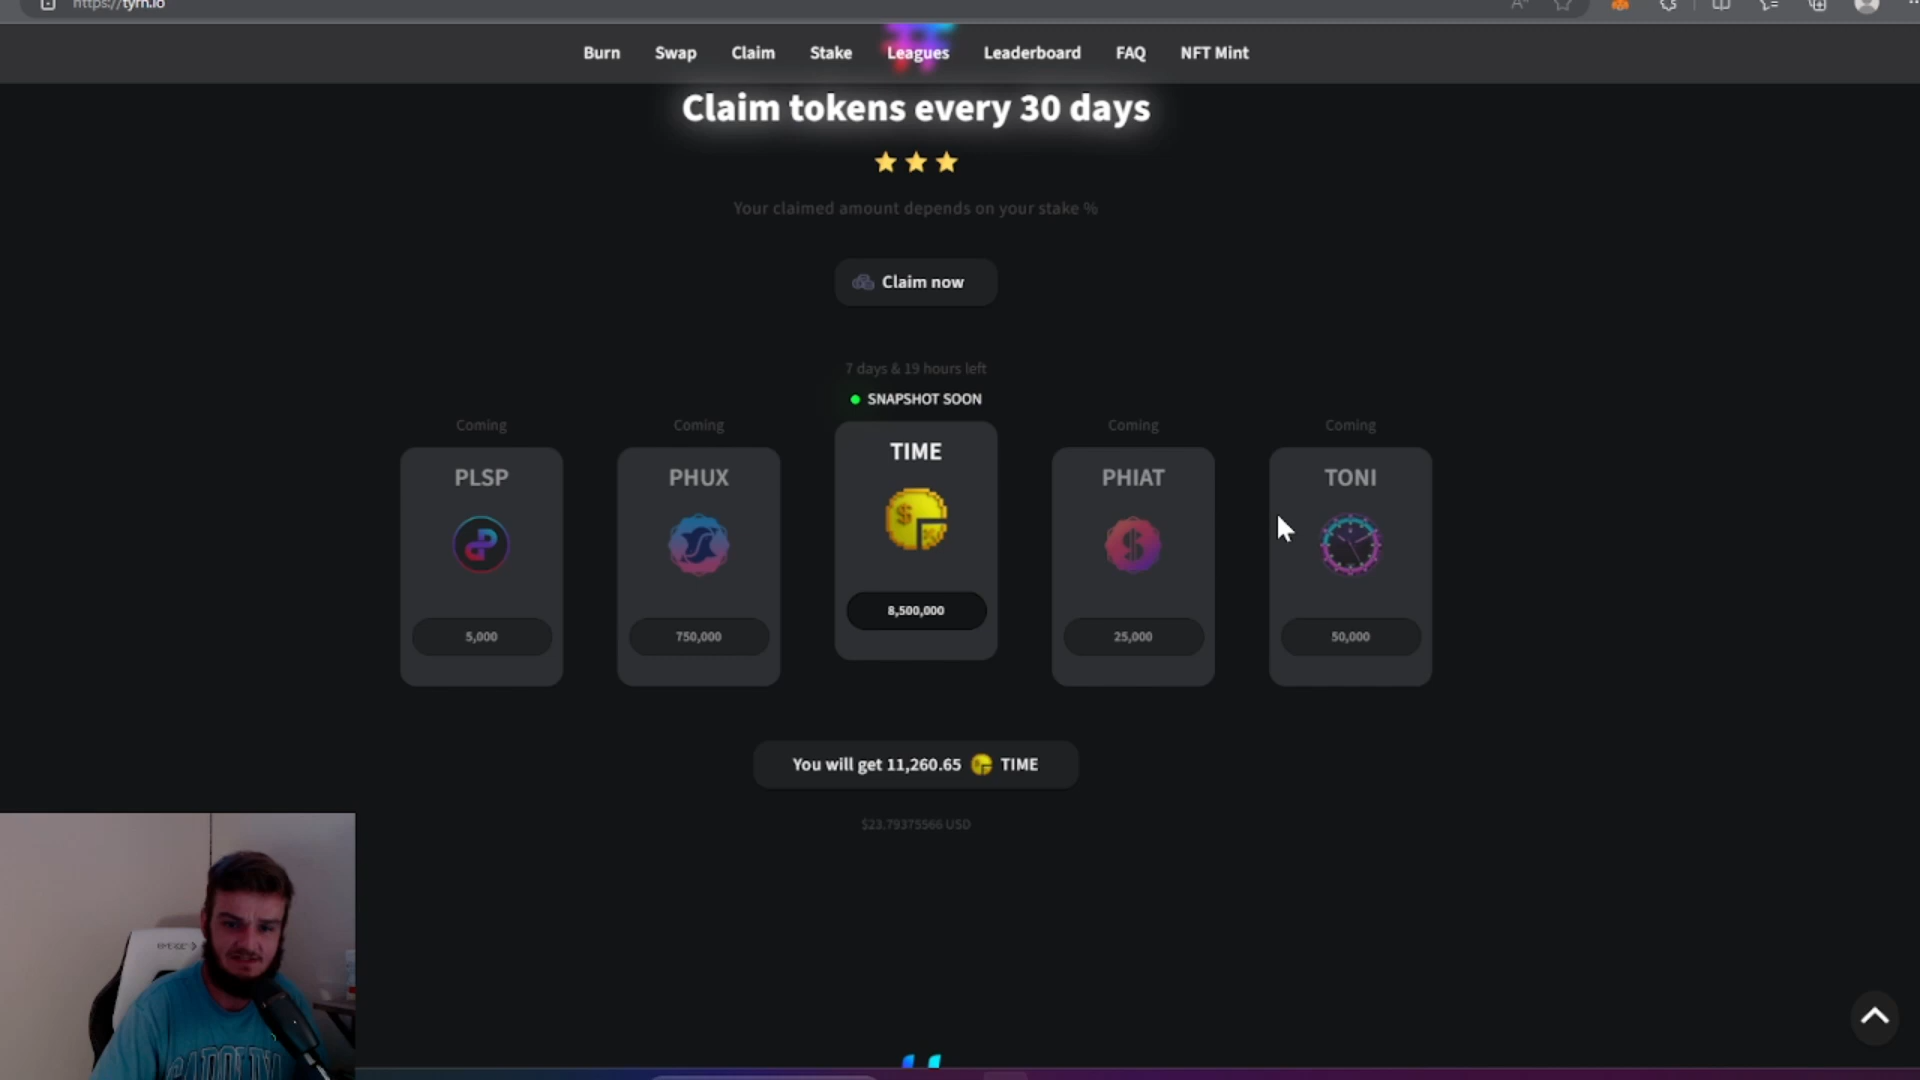 https://tyrh.io
Burn Swap Claim Stake Leagues Leaderboard FAQ NFT Mint
Claim tokens every 30 days
Your claimed amount depends on your stake %
Claim now
7 days & 19 hours left
SNAPSHOT SOON
Coming Coming Coming Coming
PLSP PHUX TIME PHIAT TONI
5,000 750,000 8,500,000 25,000 50,000
You will get 11,260.65 TIME
$23.79375566 USD